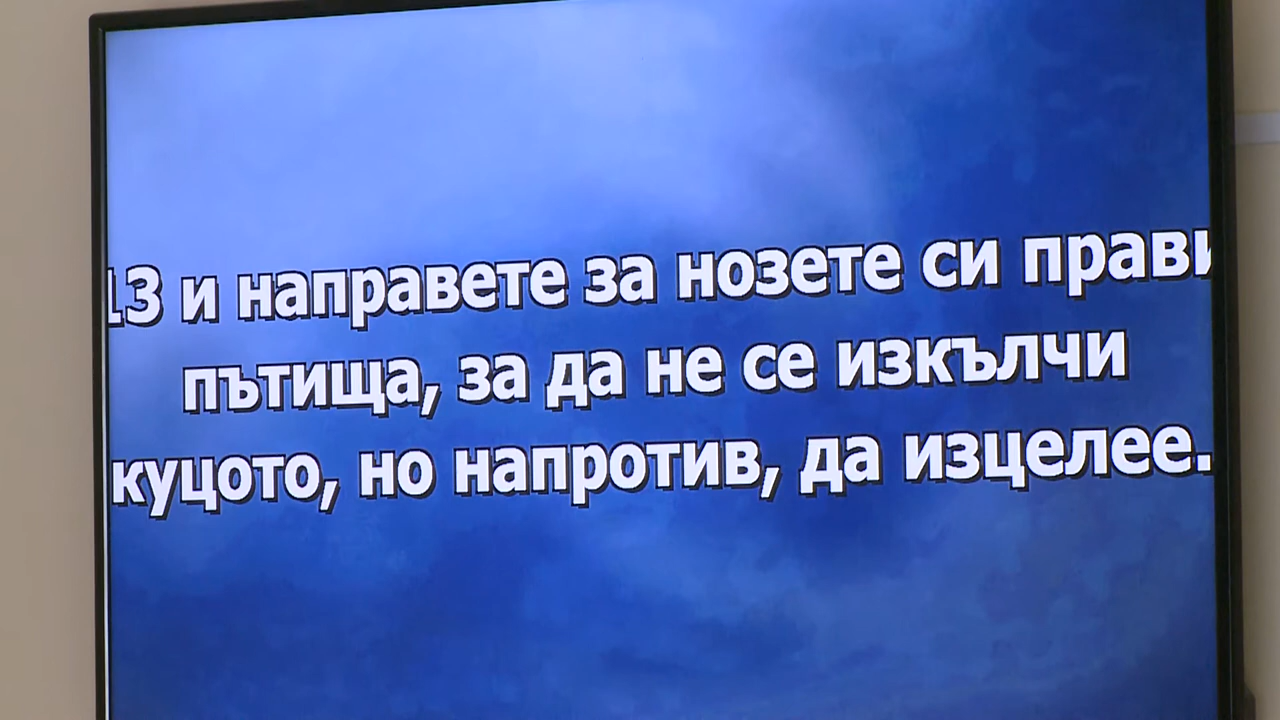 13 и направете за нозете си прави
пътища, за да не се изкълчи
куцото, но напротив, да изцелее.